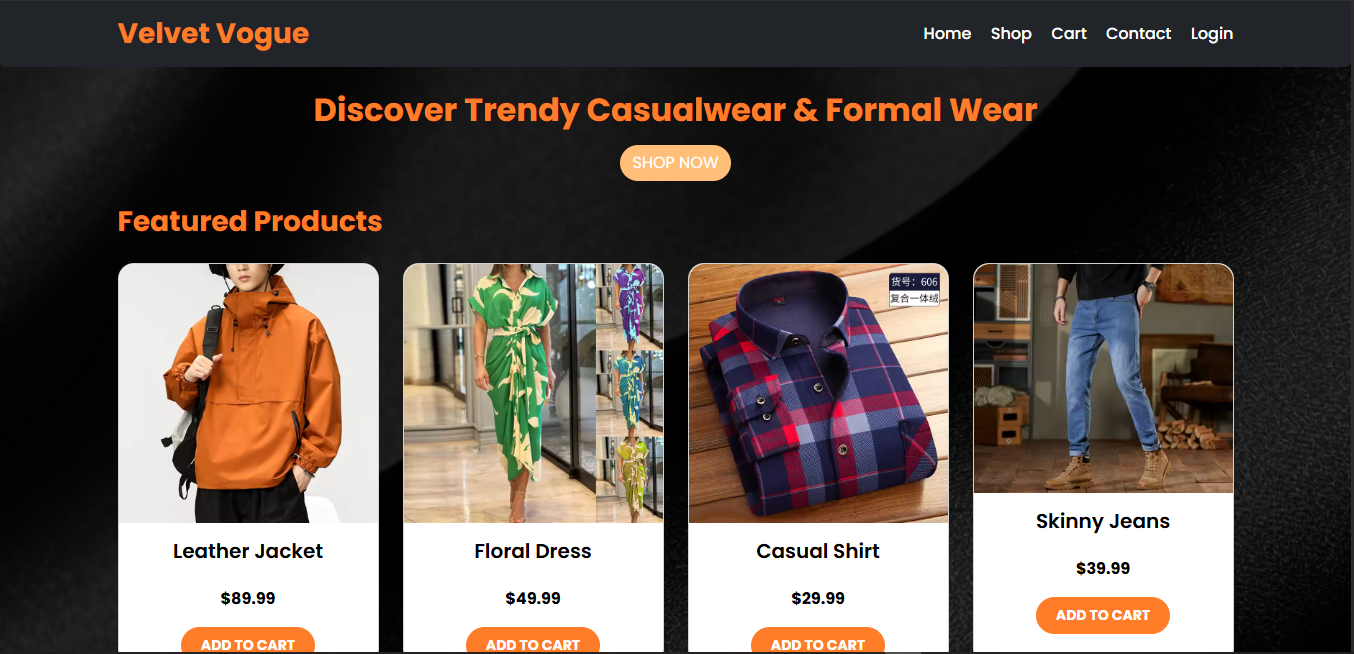 Velvet Vogue
Home Shop Cart Contact Login
Discover Trendy Casualwear & Formal Wear
SHOP NOW
Featured Products
货号：606
复合一体绒
Leather Jacket
$89.99
ADD TO CART
Floral Dress
$49.99
ADD TO CART
Casual Shirt
$29.99
ADD TO CART
Skinny Jeans
$39.99
ADD TO CART